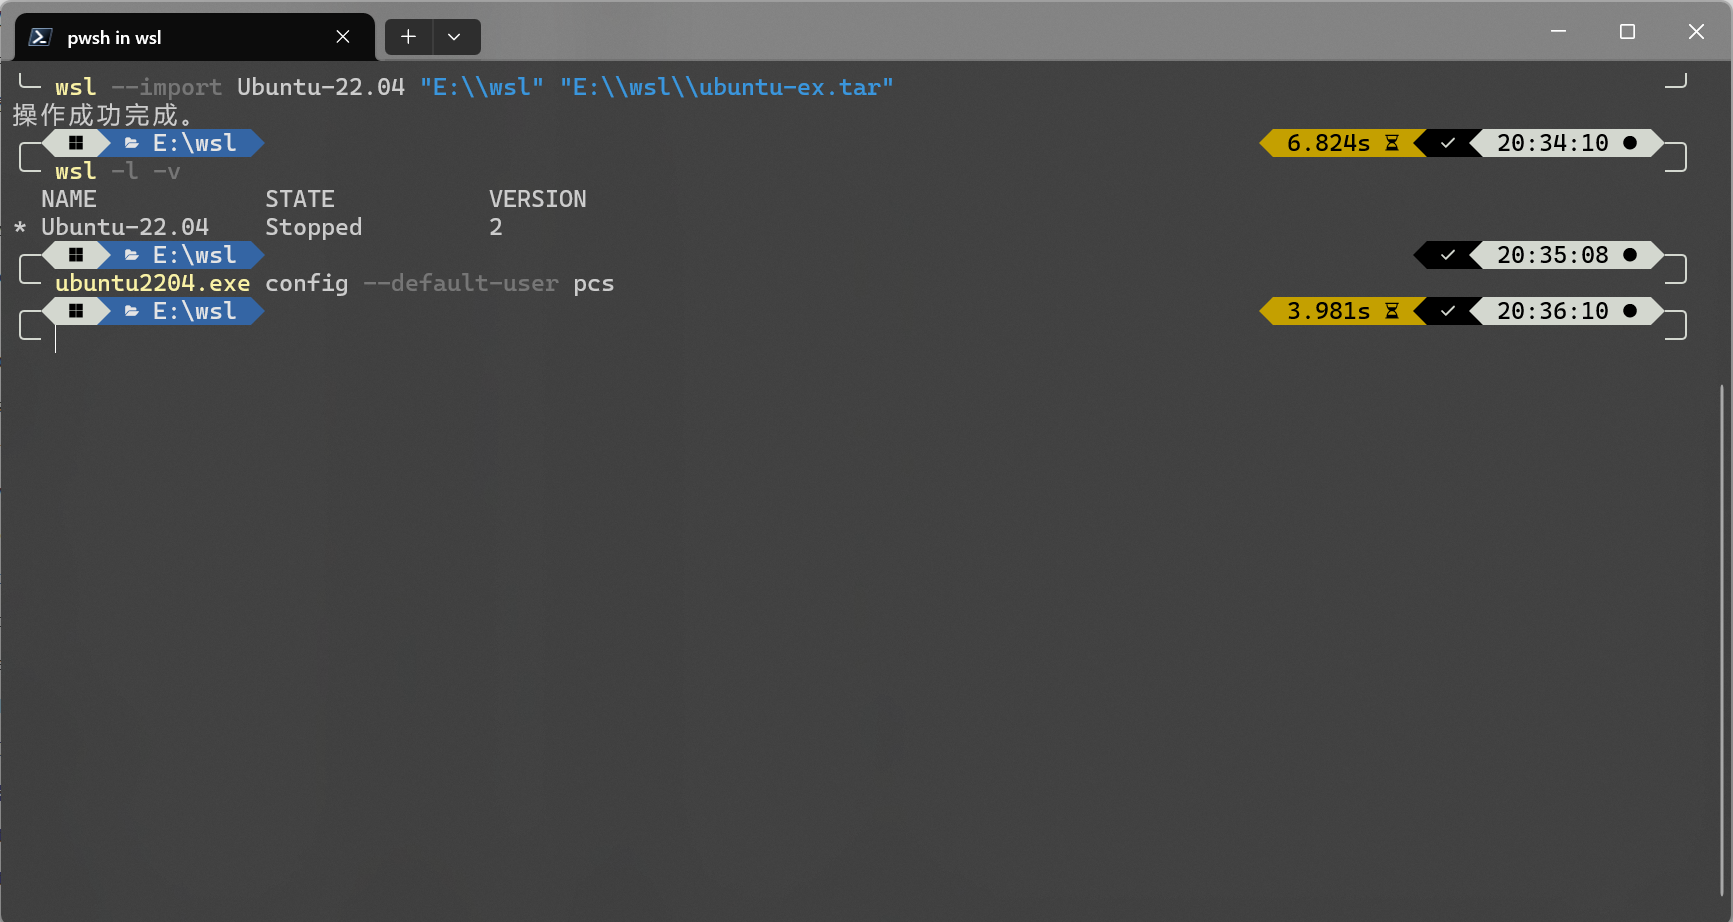 pwsh in wsl
wsl --import Ubuntu-22.04 "E:\\wsl" "E:\\wsl\\ubuntu-ex.tar"
操作成功完成。
E:\wsl 6.824s 20:34:10
wsl -l -v
NAME STATE VERSION
* Ubuntu-22.04 Stopped 2
E:\wsl 20:35:08
ubuntu2204.exe config --default-user pcs
E:\wsl 3.981s 20:36:10